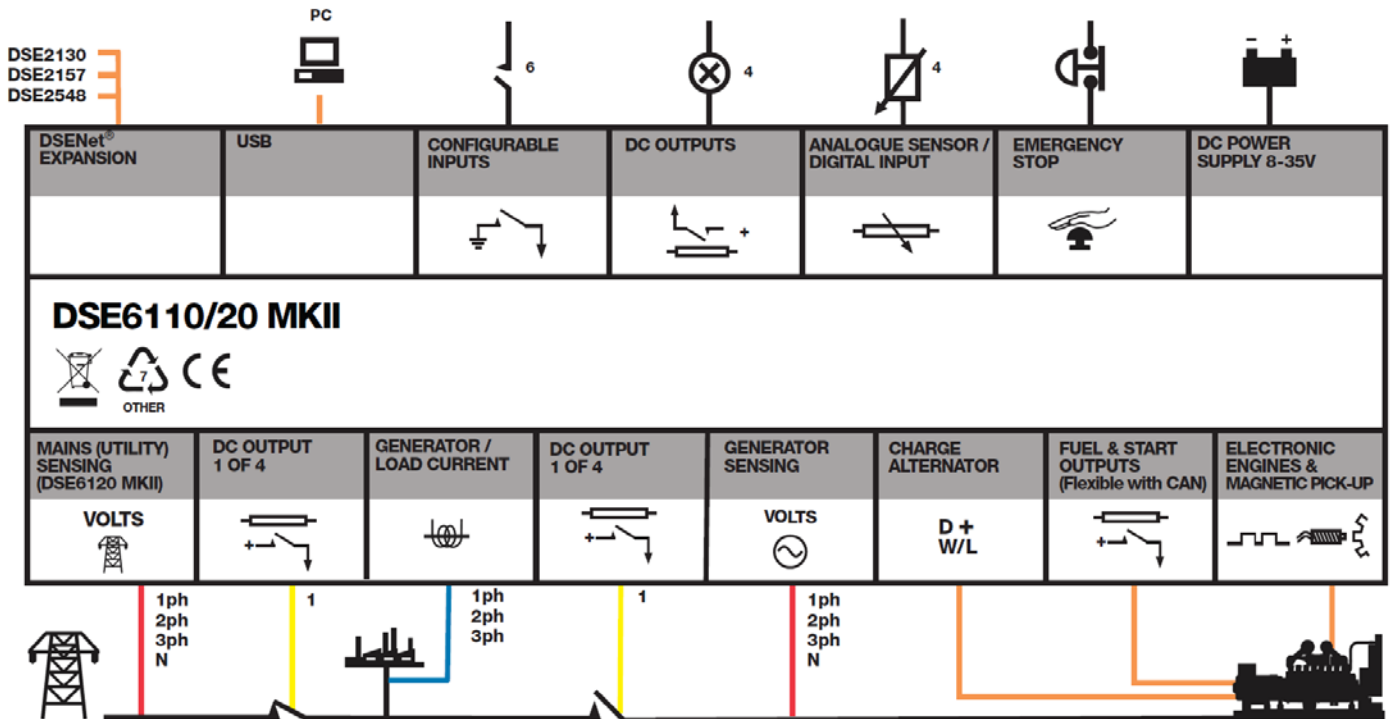 PC
DSE2130
DSE2157
DSE2548
6
4
4
- +
DSENet®
EXPANSION
USB
CONFIGURABLE
INPUTS
DC OUTPUTS
ANALOGUE SENSOR /
DIGITAL INPUT
EMERGENCY
STOP
DC POWER
SUPPLY 8-35V
+
DSE6110/20 MKII
7
OTHER
CE
MAINS (UTILITY)
SENSING
(DSE6120 MKII)
DC OUTPUT
1 OF 4
GENERATOR /
LOAD CURRENT
DC OUTPUT
1 OF 4
GENERATOR
SENSING
CHARGE
ALTERNATOR
FUEL & START
OUTPUTS
(Flexible with CAN)
ELECTRONIC
ENGINES &
MAGNETIC PICK-UP
VOLTS
+
+
VOLTS
D +
W/L
+
1ph
2ph
3ph
N
1
1ph
2ph
3ph
1
1ph
2ph
3ph
N